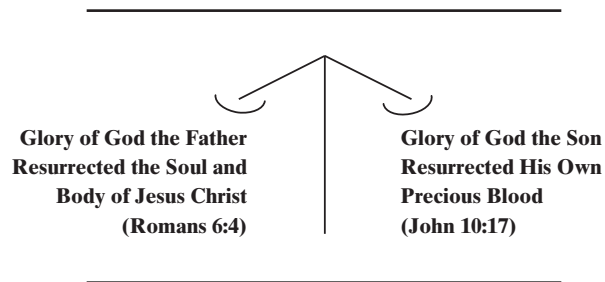 Glory of God the Father
Resurrected the Soul and
Body of Jesus Christ
(Romans 6:4)
Glory of God the Son
Resurrected His Own
Precious Blood
(John 10:17)